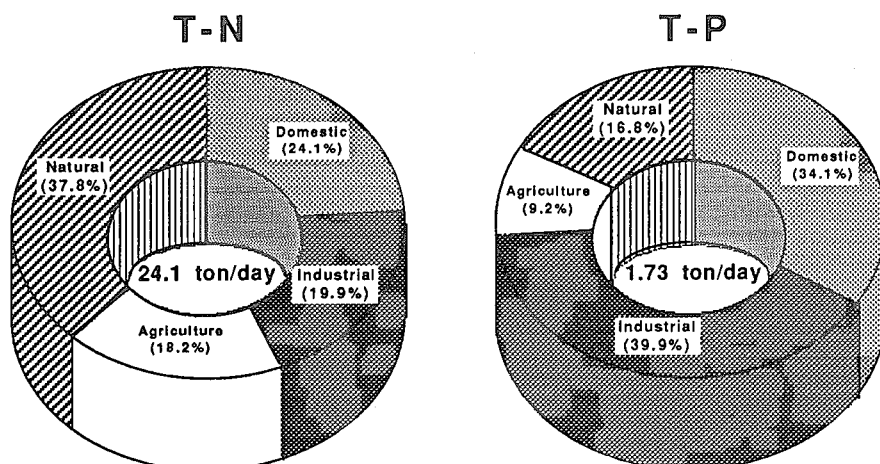 T-N
Domestic
(24.1%)
Natural
(37.8%)
24.1 ton/day
Industrial
(19.9%)
Agriculture
(18.2%)
T-P
Natural
(16.8%)
Domestic
(34.1%)
Agriculture
(9.2%)
1.73 ton/day
Industrial
(39.9%)